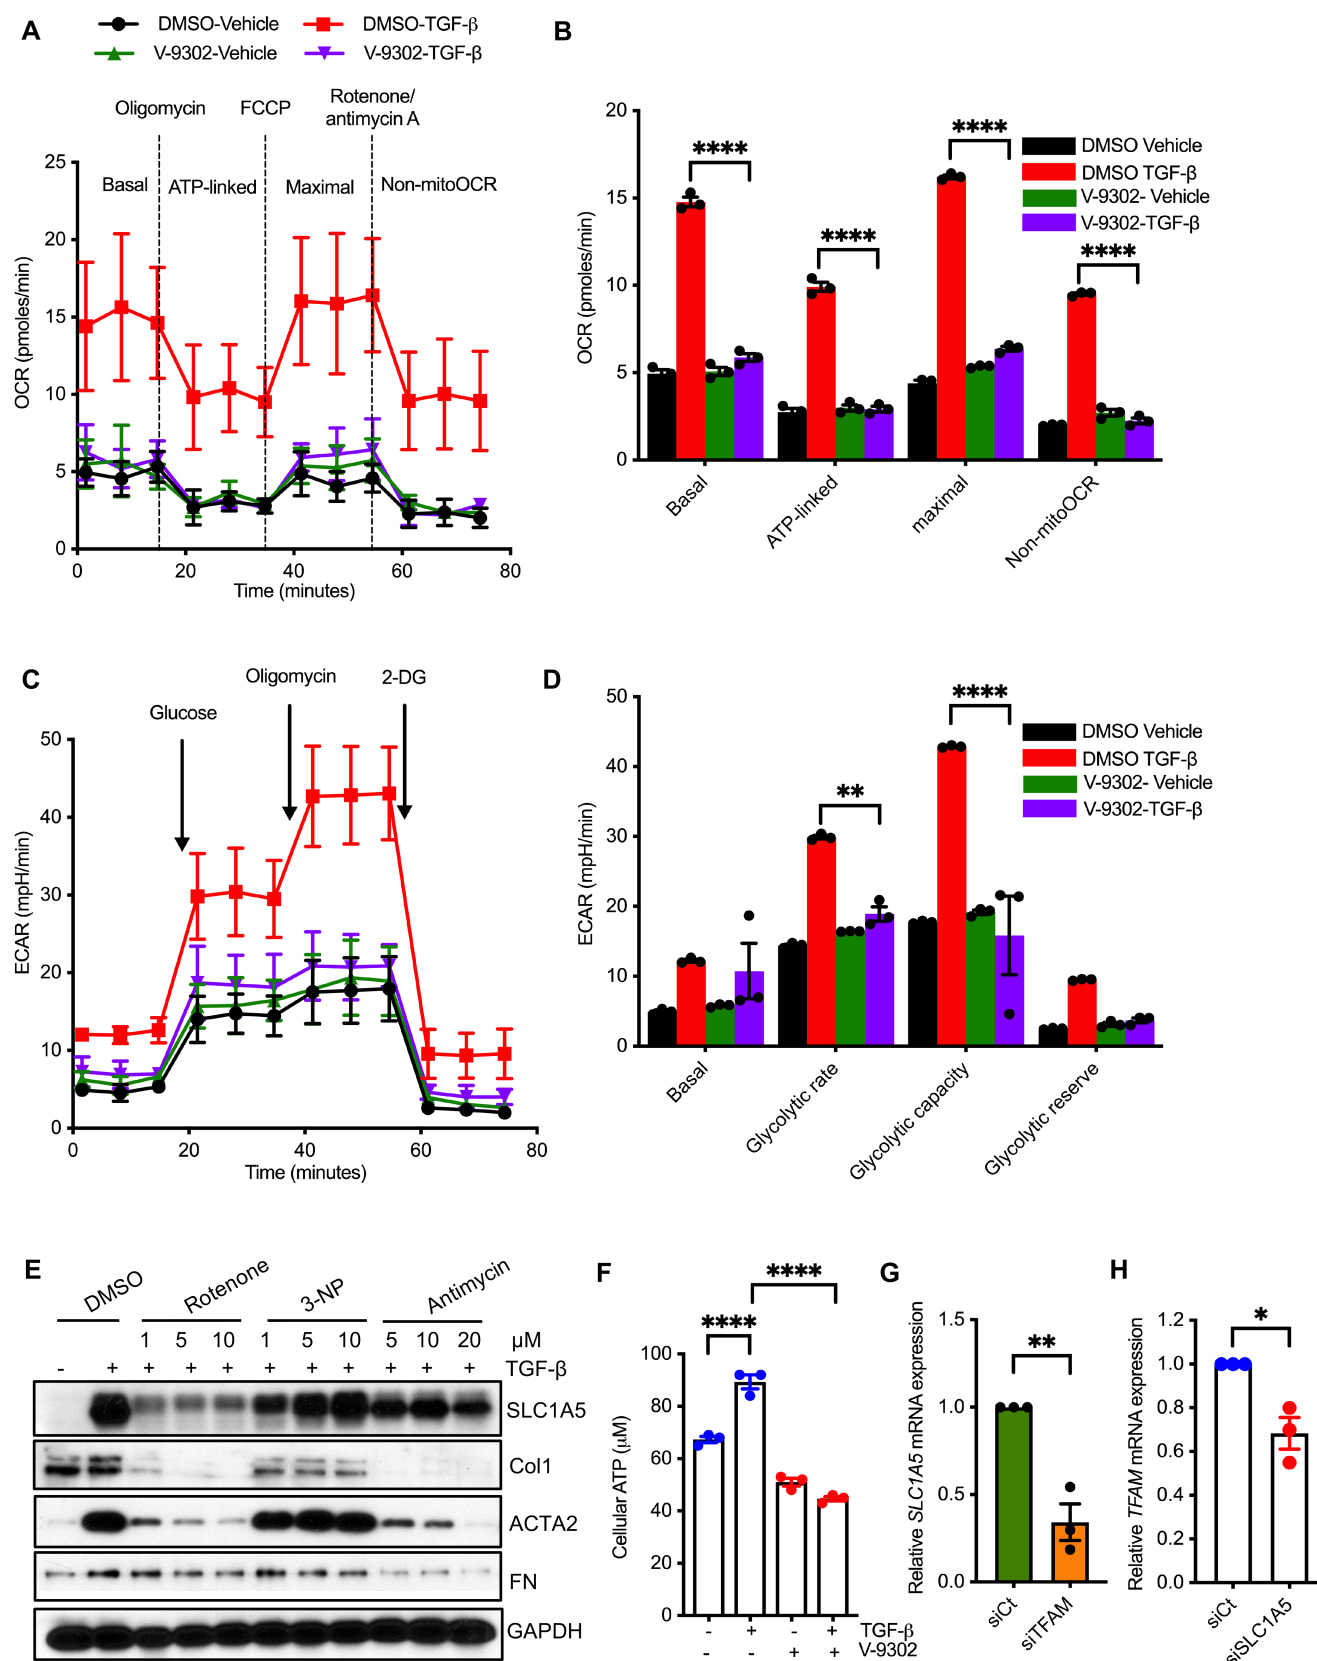 A
DMSO-Vehicle
DMSO-TGF-β
V-9302-Vehicle
V-9302-TGF-β
Oligomycin
FCCP
Rotenone/
antimycin A
Basal
ATP-linked
Maximal
Non-mitoOCR
OCR (pmoles/min)
25
20
15
10
5
0
0 20 40 60 80
Time (minutes)
B
OCR (pmoles/min)
20
15
10
5
0
****
****
****
****
DMSO Vehicle
DMSO TGF-β
V-9302- Vehicle
V-9302-TGF-β
Basal
ATP-linked
maximal
Non-mitoOCR
C
Glucose
Oligomycin
2-DG
ECAR (mpH/min)
50
40
30
20
10
0
0 20 40 60 80
Time (minutes)
D
ECAR (mpH/min)
50
40
30
20
10
0
**
****
DMSO Vehicle
DMSO TGF-β
V-9302- Vehicle
V-9302-TGF-β
Basal
Glycolytic rate
Glycolytic capacity
Glycolytic reserve
E
DMSO
Rotenone
3-NP
Antimycin
1 5 10 1 5 10 5 10 20 μM
- + + + + + + + + + + TGF-β
SLC1A5
Col1
ACTA2
FN
GAPDH
F
****
****
Cellular ATP (μM)
100
80
60
40
20
0
- + - + TGF-β
- - + + V-9302
G
**
Relative SLC1A5 mRNA expression
1.5
1.0
0.5
0.0
siCt
siTFAM
H
*
Relative TFAM mRNA expression
1.2
1.0
0.8
0.6
0.4
0.2
0.0
siCt
siSLC1A5